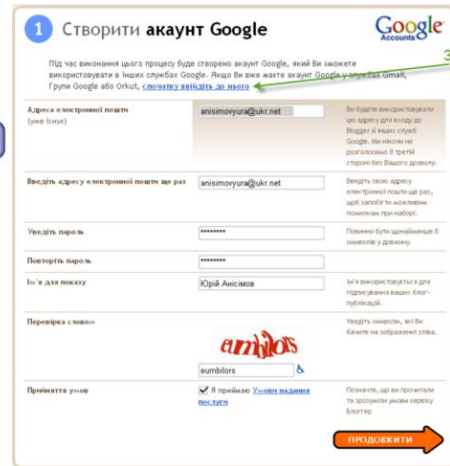 1 Створити акаунт Google
Google
Accounts
3
Під час виконання цього процесу буде створено акаунт Google, який Ви зможете
використовувати в інших службах Google. Якщо Ви вже маєте акаунт Google у службах Gmail,
Групи Google або Orkut, спочатку ввійдіть до нього
Адреса електронної пошти
(уже існує)
anisimovyura@ukr.net
Ви будете використовувати
цю адресу для входу до
Blogger й інших служб
Google. Ми ніколи не
розголосимо її третій
стороні без Вашого дозволу.
Введіть адресу електронної пошти ще раз
anisimovyura@ukr.net
Введіть свою адресу
електронної пошти ще раз,
щоб запобігти можливим
помилкам при наборі.
Уведіть пароль
********
Повинно бути щонайменше 8
символів у довжину.
Повторіть пароль
********
Ім'я для показу
Юрій Анісімов
Ім'я використовується для
підписування ваших блог-
публікацій.
Перевірка словом
eumbilors
eumbilors
Уведіть символи, які Ви
бачите на зображенні зліва.
Прийняття умов
Я приймаю Умови надання
послуги
Позначте, що ви прочитали
та зрозуміли умови сервісу
Блоггер
ПРОДОВЖИТИ